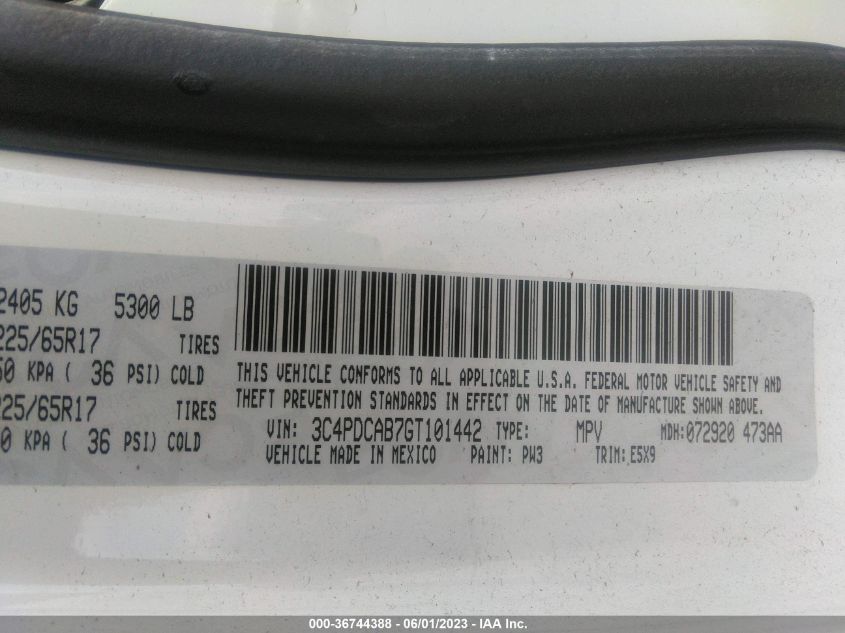 2405 KG 5300 LB
225/65R17 TIRES
50 KPA ( 36 PSI) COLD
225/65R17 TIRES
0 KPA ( 36 PSI) COLD
THIS VEHICLE CONFORMS TO ALL APPLICABLE U.S.A. FEDERAL MOTOR VEHICLE SAFETY AND
THEFT PREVENTION STANDARDS IN EFFECT ON THE DATE OF MANUFACTURE SHOWN ABOVE.
VIN: 3C4PDCAB7GT101442 TYPE: MPV MDH: 072920 473AA
VEHICLE MADE IN MEXICO PAINT: PW3 TRIM: E5X9
000-36744388 - 06/01/2023 - IAA Inc.